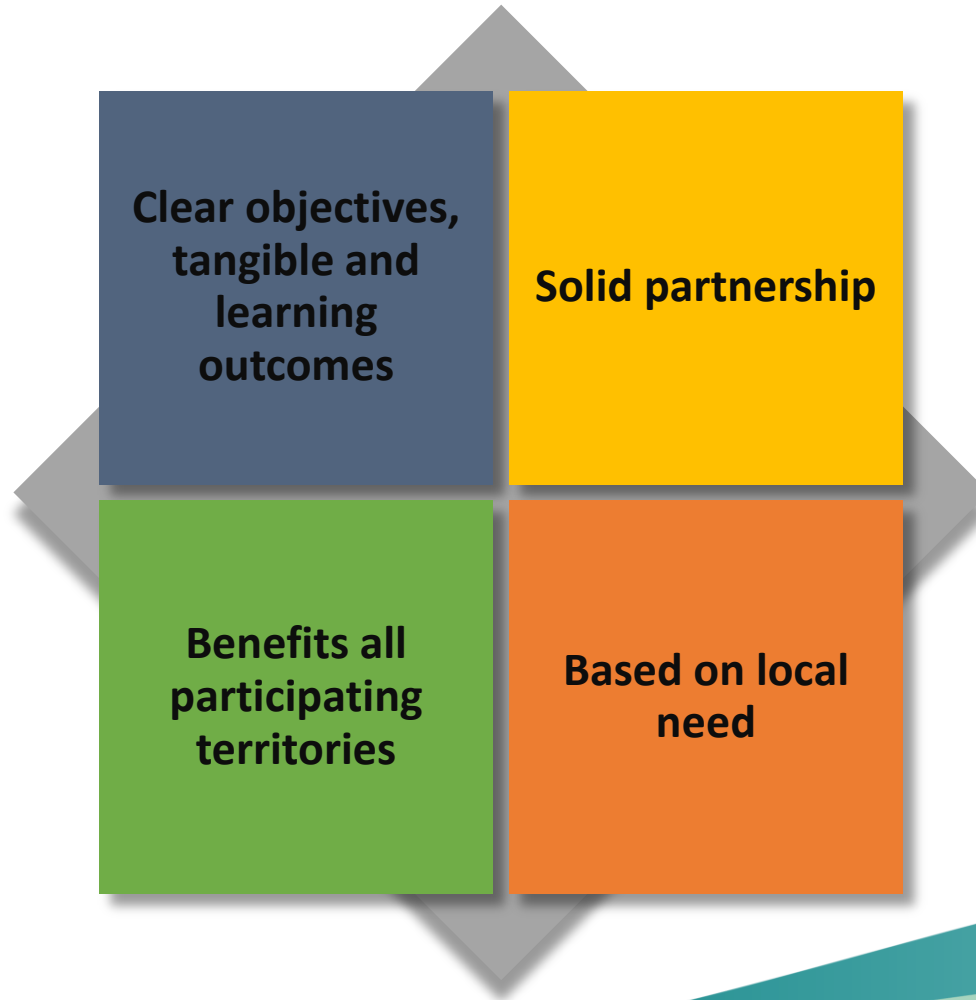 Clear objectives,
tangible and
learning
outcomes
Solid partnership
Benefits all
participating
territories
Based on local
need